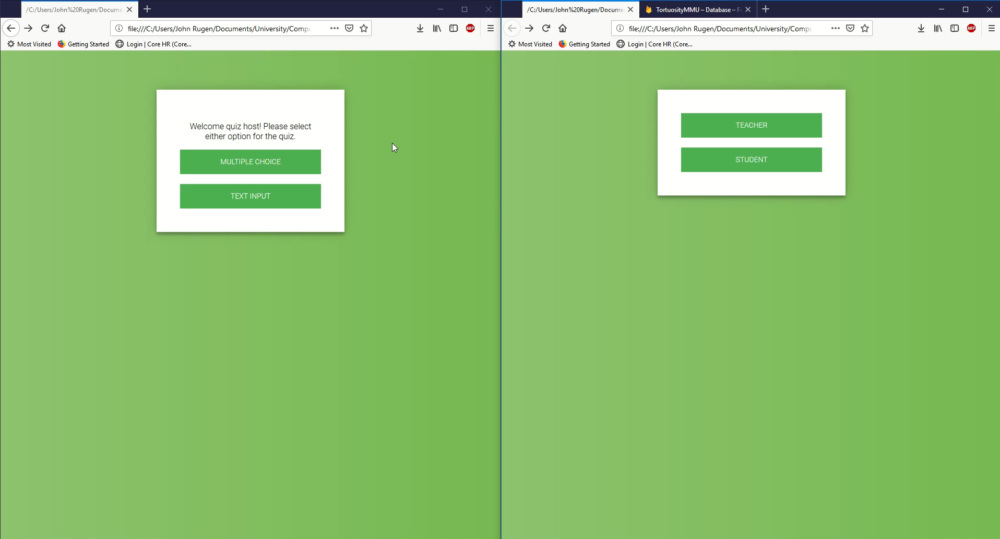 /C:/Users/John%20Rugen/Docume
file:///C:/Users/John Rugen/Documents/University/Compu
ABP
Most Visited
Getting Started
Login | Core HR (Core...
Welcome quiz host! Please select
either option for the quiz.
MULTIPLE CHOICE
TEXT INPUT
/C:/Users/John%20Rugen/Docume
TortuosityMMU – Database – Fi
file:///C:/Users/John Rugen/Documents/University/Compu
ABP
Most Visited
Getting Started
Login | Core HR (Core...
TEACHER
STUDENT